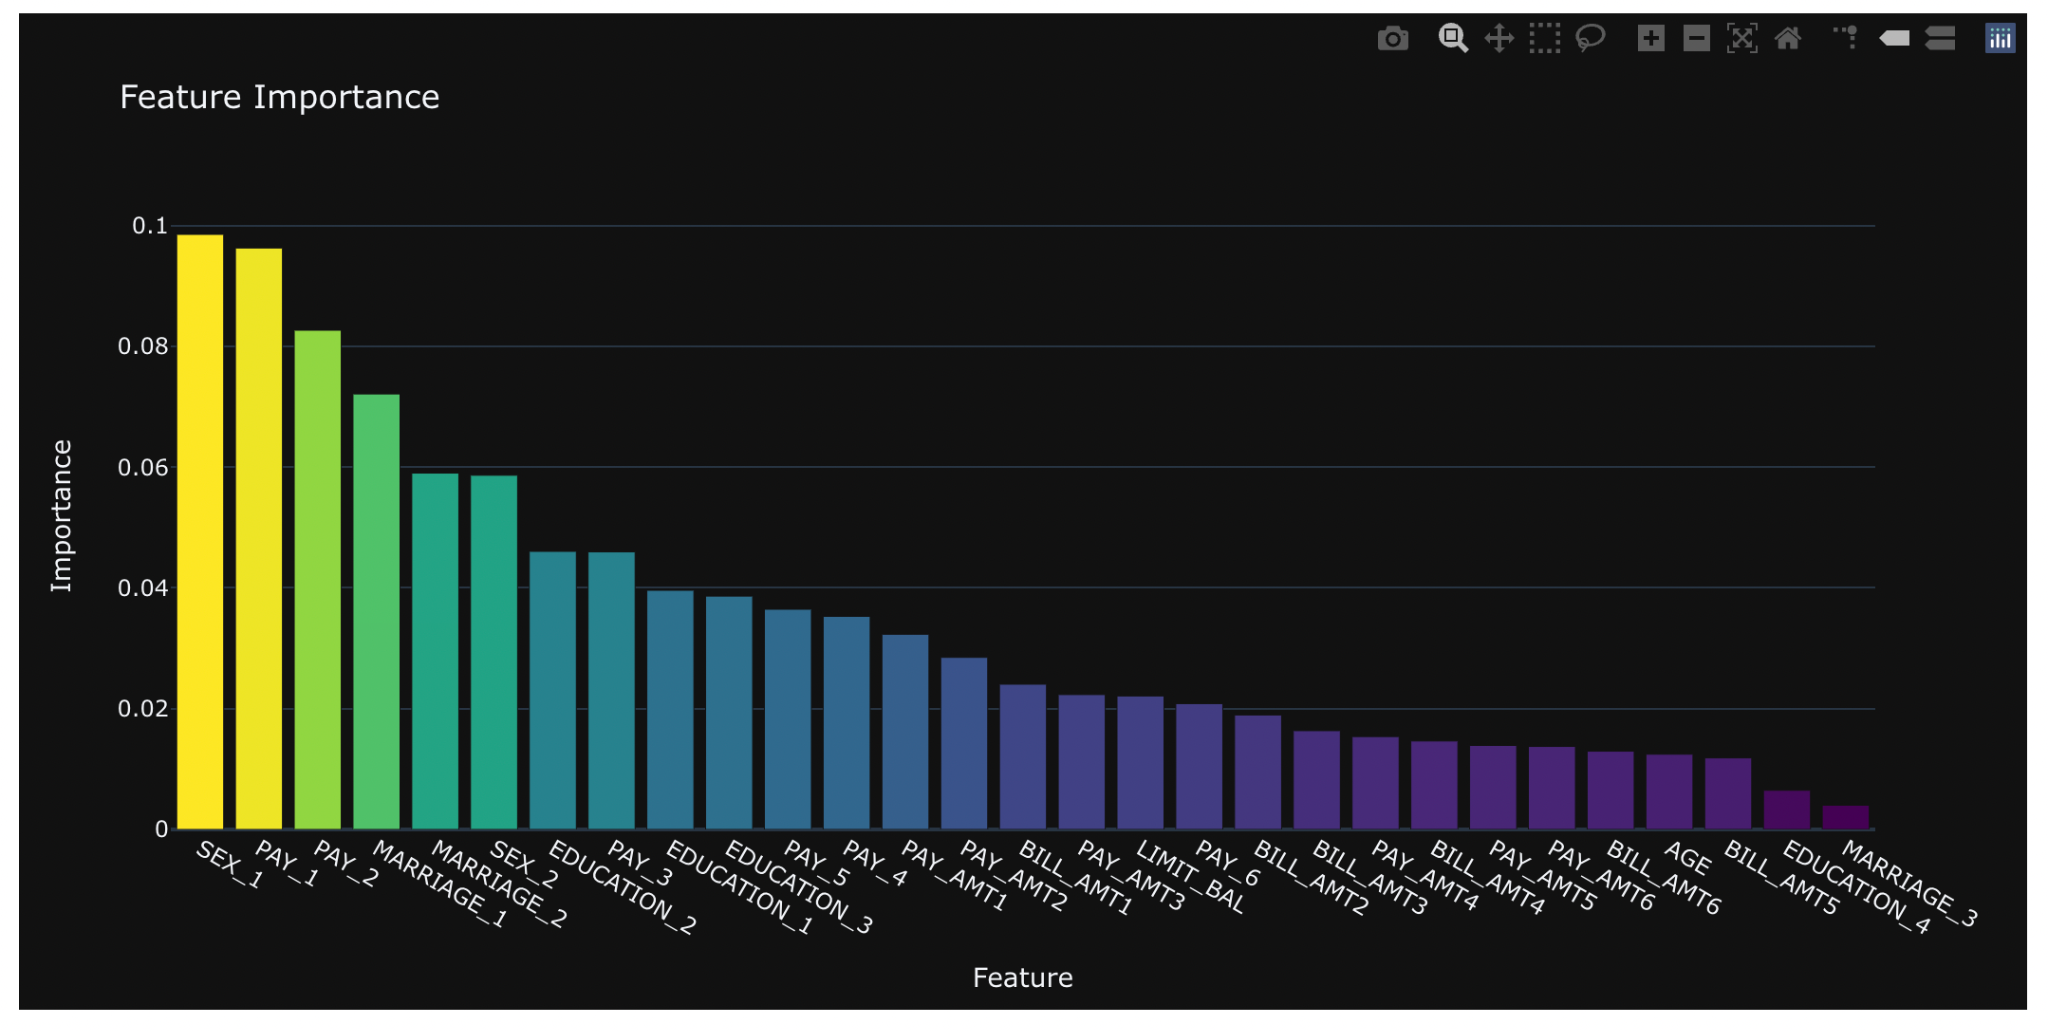 Feature Importance
0.1
0.08
0.06
0.04
0.02
0
Importance
SEX_1
PAY_1
PAY_2
MARRIAGE_1
MARRIAGE_2
SEX_2
EDUCATION_2
PAY_3
EDUCATION_1
EDUCATION_3
PAY_5
PAY_4
PAY_AMT1
PAY_AMT2
BILL_AMT1
PAY_AMT3
LIMIT_BAL
PAY_6
BILL_AMT2
BILL_AMT3
PAY_AMT4
BILL_AMT4
PAY_AMT5
PAY_AMT6
BILL_AMT6
AGE
BILL_AMT5
EDUCATION_4
MARRIAGE_3
Feature